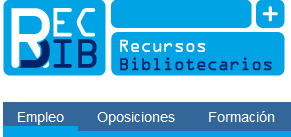 REC
BIB
+
Recursos
Bibliotecarios
Empleo Oposiciones Formación